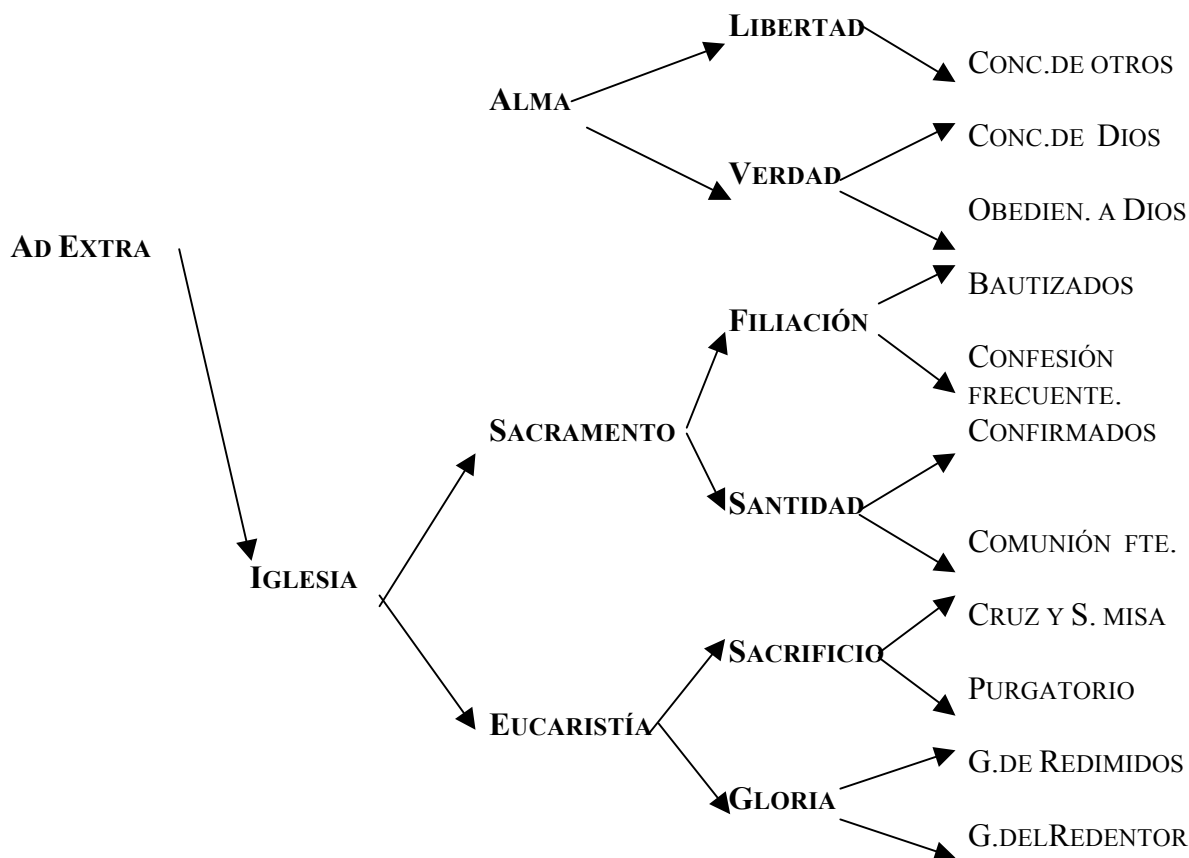 LIBERTAD
CONC.DE OTROS
ALMA
CONC.DE DIOS
VERDAD
OBEDIEN. A DIOS
AD EXTRA
BAUTIZADOS
FILIACIÓN
CONFESIÓN
FRECUENTE.
SACRAMENTO
CONFIRMADOS
SANTIDAD
COMUNIÓN FTE.
IGLESIA
CRUZ Y S. MISA
SACRIFICIO
PURGATORIO
EUCARISTÍA
G.DE REDIMIDOS
GLORIA
G.DELREDENTOR